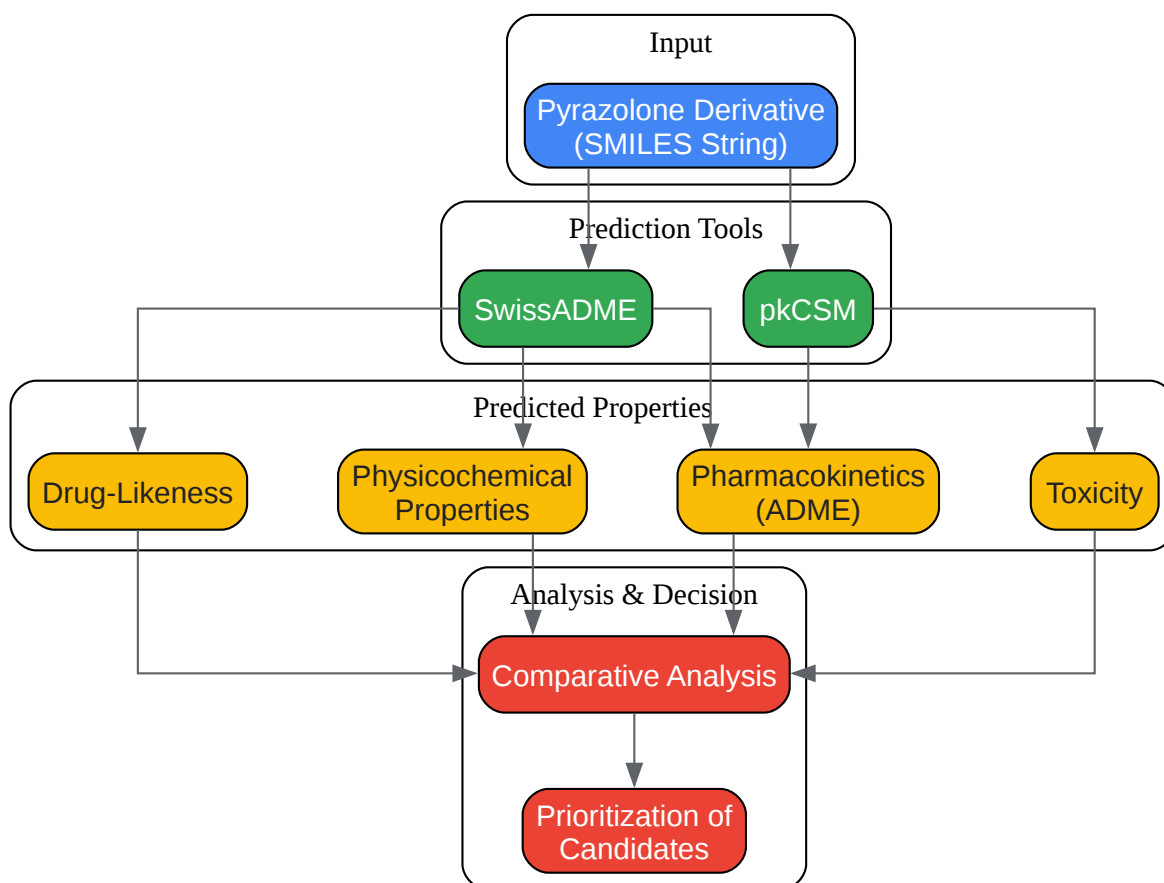 Input
Pyrazolone Derivative
(SMILES String)
Prediction Tools
SwissADME
pkCSM
Predicted Properties
Drug-Likeness
Physicochemical
Properties
Pharmacokinetics
(ADME)
Toxicity
Analysis & Decision
Comparative Analysis
Prioritization of
Candidates